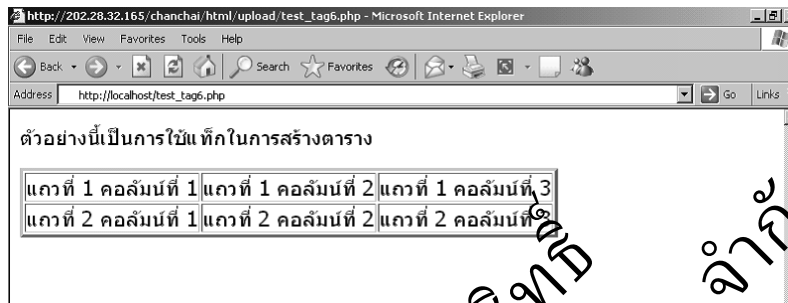 http://202.28.32.165/chanchai/html/upload/test_tag6.php - Microsoft Internet Explorer
File Edit View Favorites Tools Help
Back Search Favorites
Address http://localhost/test_tag6.php Go Links
ตัวอย่างนี้เป็นการใช้แท็กในการสร้างตาราง
แถวที่ 1 คอลัมน์ที่ 1 แถวที่ 1 คอลัมน์ที่ 2 แถวที่ 1 คอลัมน์ที่ 3
แถวที่ 2 คอลัมน์ที่ 1 แถวที่ 2 คอลัมน์ที่ 2 แถวที่ 2 คอลัมน์ที่